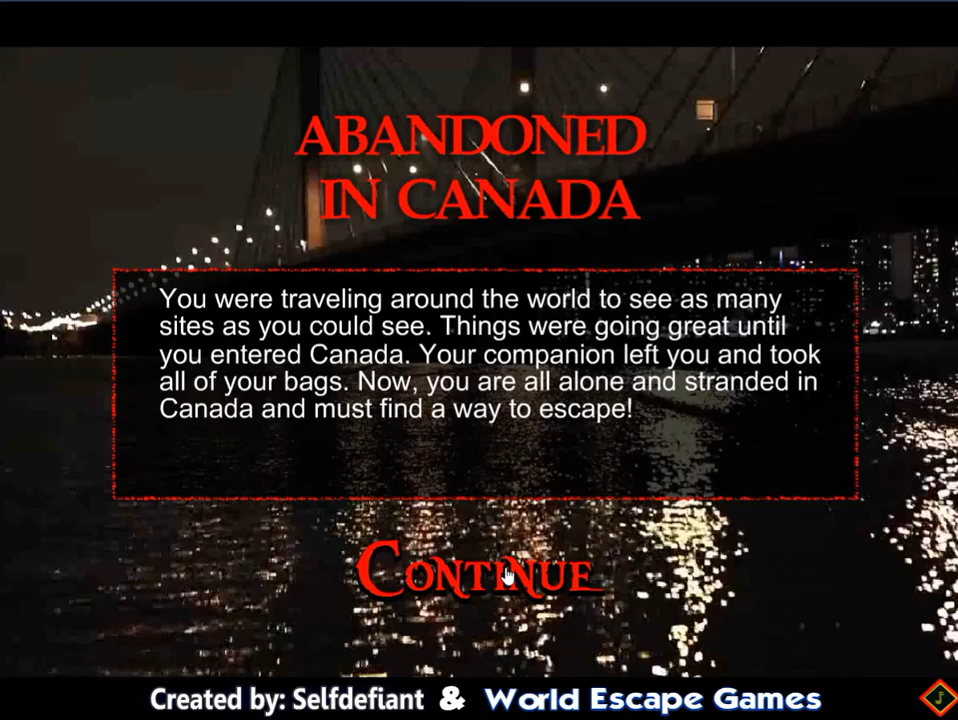 ABANDONED
IN CANADA
You were traveling around the world to see as many
sites as you could see. Things were going great until
you entered Canada. Your companion left you and took
all of your bags. Now, you are all alone and stranded in
Canada and must find a way to escape!
CONTINUE
Created by: Selfdefiant & World Escape Games